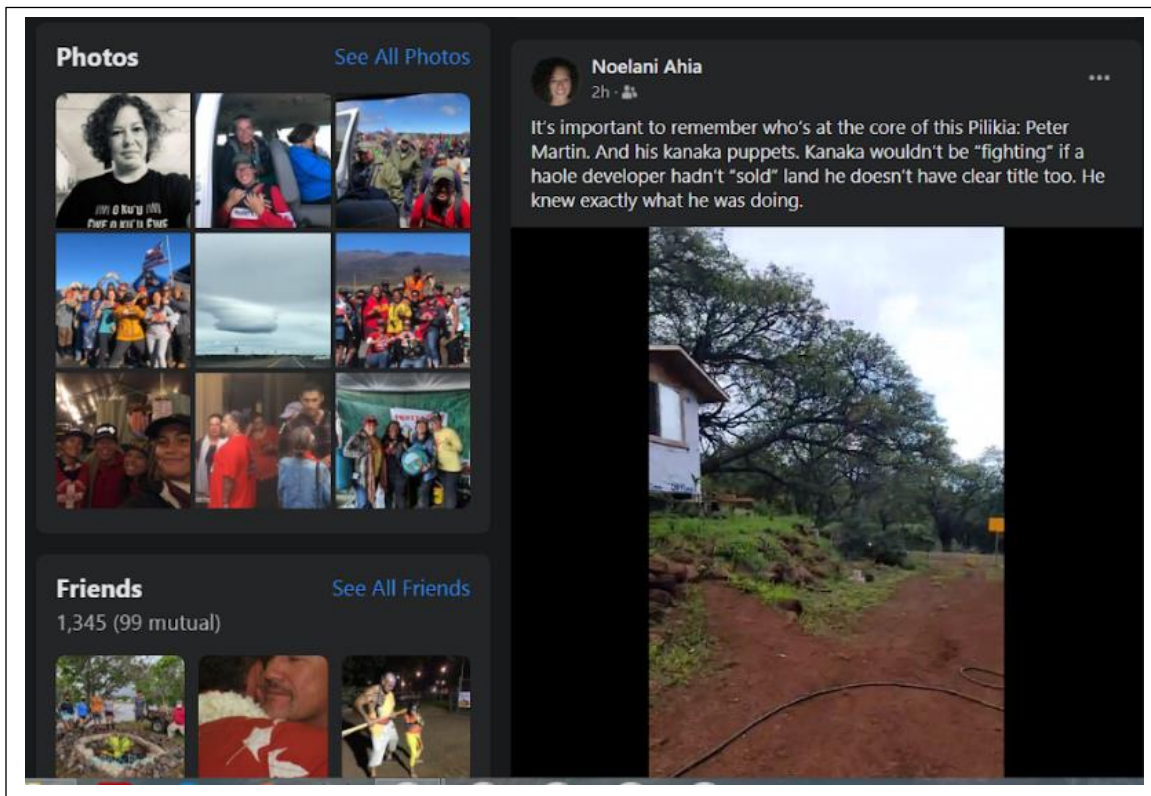 Photos
See All Photos
Noelani Ahia
2h ·
It's important to remember who's at the core of this Pilikia: Peter
Martin. And his kanaka puppets. Kanaka wouldn't be “fighting” if a
haole developer hadn't “sold” land he doesn't have clear title too. He
knew exactly what he was doing.
Friends
See All Friends
1,345 (99 mutual)